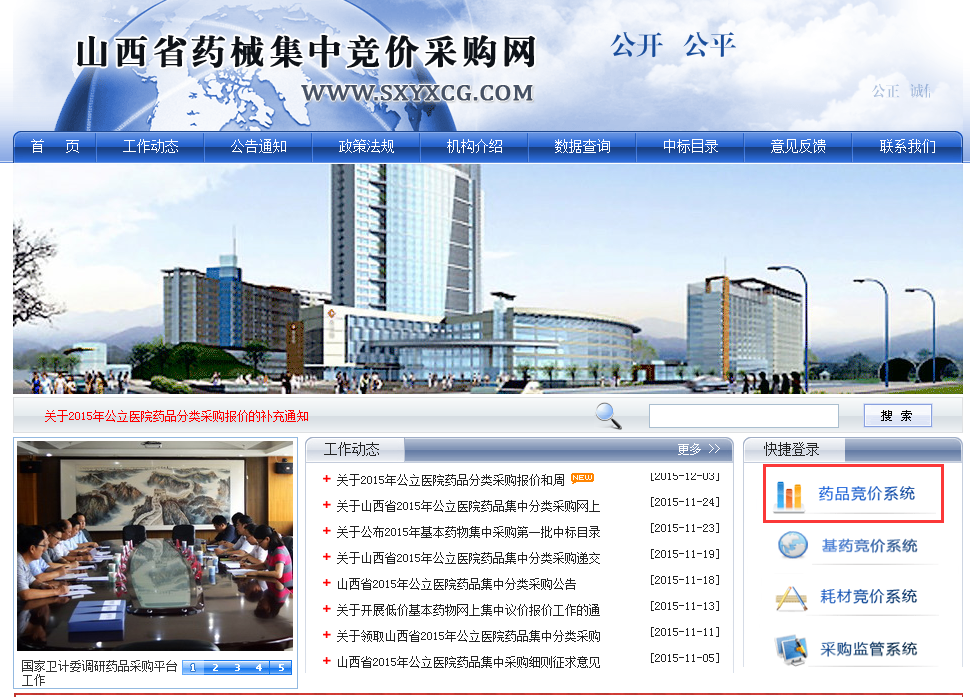 山西省药械集中竞价采购网
WWW.SXYXCG.COM
公开 公平
公正 诚信
首 页 工作动态 公告通知 政策法规 机构介绍 数据查询 中标目录 意见反馈 联系我们
关于2015年公立医院药品分类采购报价的补充通知
搜 索
工作动态 更多 >>
关于2015年公立医院药品分类采购报价和周 NEW [2015-12-03]
关于山西省2015年公立医院药品集中分类采购网上 [2015-11-24]
关于公布2015年基本药物集中采购第一批中标目录 [2015-11-23]
关于山西省2015年公立医院药品集中分类采购递交 [2015-11-19]
山西省2015年公立医院药品集中分类采购公告 [2015-11-18]
关于开展低价基本药物网上集中议价报价工作的通 [2015-11-13]
关于领取山西省2015年公立医院药品集中分类采购 [2015-11-11]
山西省2015年公立医院药品集中采购细则征求意见 [2015-11-05]
国家卫计委调研药品采购平台
工作
1 2 3 4 5
快捷登录
药品竞价系统
基药竞价系统
耗材竞价系统
采购监管系统